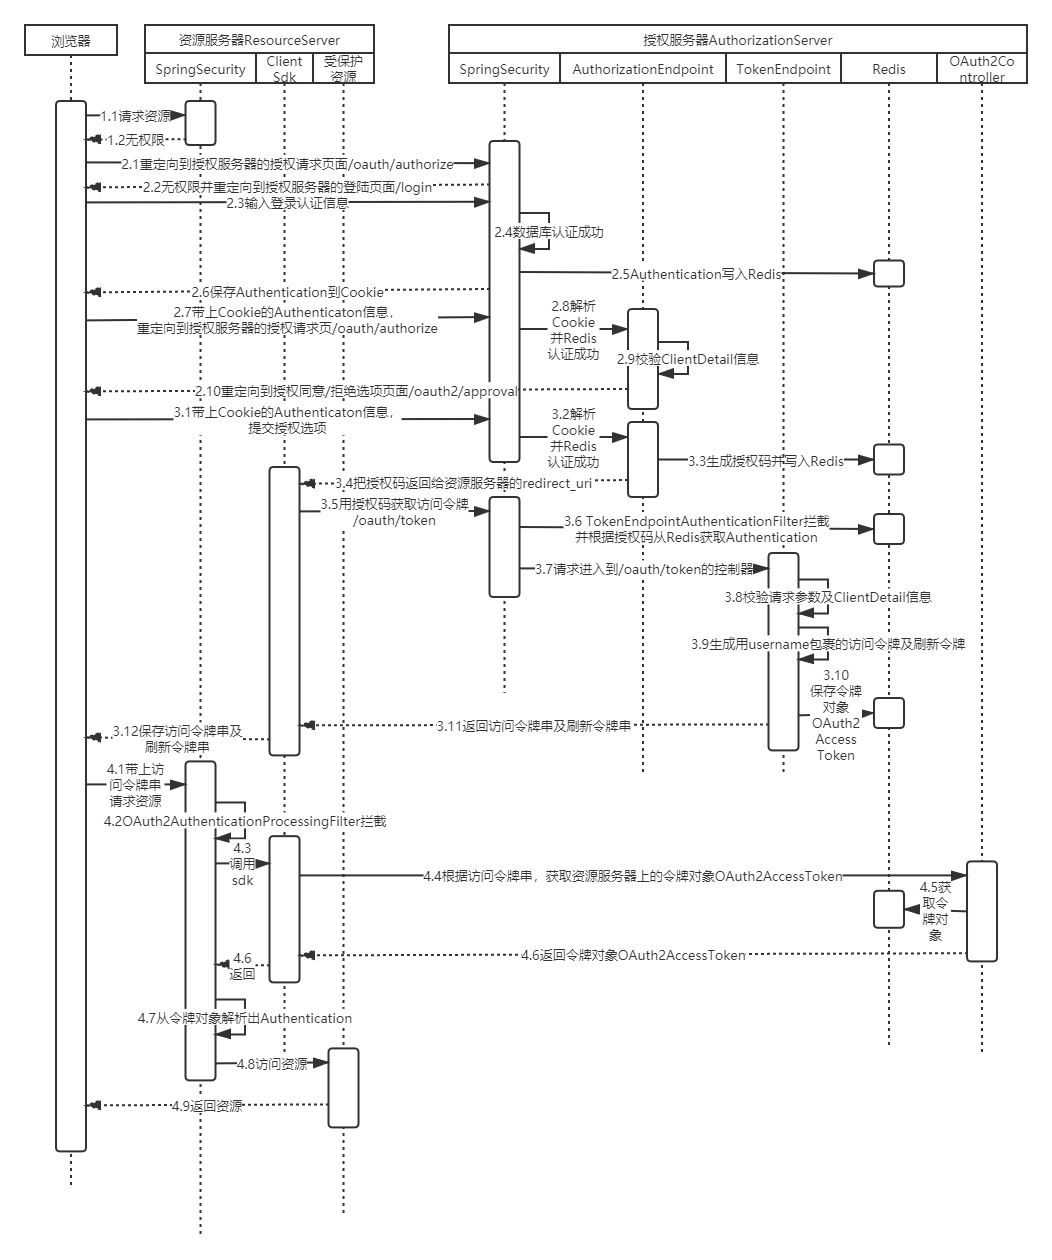 浏览器
资源服务器ResourceServer
授权服务器AuthorizationServer
SpringSecurity
Client
Sdk
受保护
资源
SpringSecurity
AuthorizationEndpoint
TokenEndpoint
Redis
OAuth2Co
ntroller
1.1请求资源
1.2无权限
2.1重定向到授权服务器的授权请求页面/oauth/authorize
2.2无权限并重定向到授权服务器的登陆页面/login
2.3输入登录认证信息
2.4数据库认证成功
2.5Authentication写入Redis
2.6保存Authentication到Cookie
2.7带上Cookie的Authenticaton信息，
重定向到授权服务器的授权请求页/oauth/authorize
2.8解析
Cookie
并Redis
认证成功
2.9校验ClientDetail信息
2.10重定向到授权同意/拒绝选项页面/oauth2/approval
3.1带上Cookie的Authenticaton信息，
提交授权选项
3.2解析
Cookie
并Redis
认证成功
3.3生成授权码并写入Redis
3.4把授权码返回给资源服务器的redirect_uri
3.5用授权码获取访问令牌
/oauth/token
3.6 TokenEndpointAuthenticationFilter拦截
并根据授权码从Redis获取Authentication
3.7请求进入到/oauth/token的控制器
3.8校验请求参数及ClientDetail信息
3.9生成用username包裹的访问令牌及刷新令牌
3.10
保存令牌
对象
OAuth2
Access
Token
3.11返回访问令牌串及刷新令牌串
3.12保存访问令牌串及
刷新令牌串
4.1带上访
问令牌串
请求资源
4.2OAuth2AuthenticationProcessingFilter拦截
4.3
调用
sdk
4.4根据访问令牌串，获取资源服务器上的令牌对象OAuth2AccessToken
4.5获
取令
牌对
象
4.6返回令牌对象OAuth2AccessToken
4.6
返回
4.7从令牌对象解析出Authentication
4.8访问资源
4.9返回资源